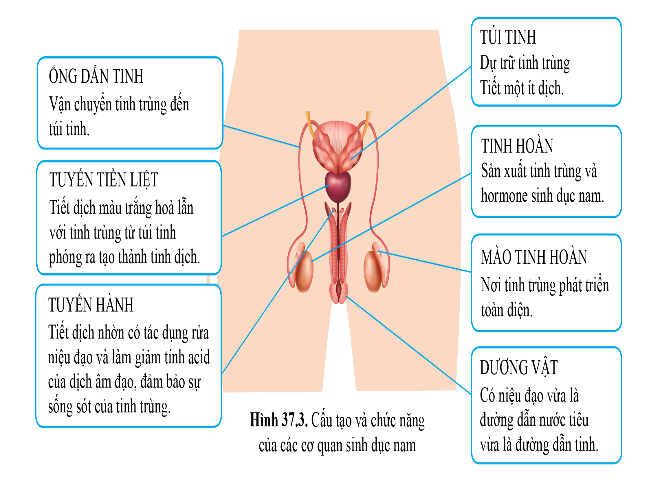 ỐNG DẪN TINH
Vận chuyển tinh trùng đến
túi tinh.
TUYẾN TIỀN LIỆT
Tiết dịch màu trắng hoà lẫn
với tinh trùng từ túi tinh
phóng ra tạo thành tinh dịch.
TUYẾN HÀNH
Tiết dịch nhờn có tác dụng rửa
niệu đạo và làm giảm tính acid
của dịch âm đạo, đảm bảo sự
sống sót của tinh trùng.
TÚI TINH
Dự trữ tinh trùng
Tiết một ít dịch.
TINH HOÀN
Sản xuất tinh trùng và
hormone sinh dục nam.
MÀO TINH HOÀN
Nơi tinh trùng phát triển
toàn diện.
DƯƠNG VẬT
Có niệu đạo vừa là
đường dẫn nước tiểu
vừa là đường dẫn tinh.
Hình 37.3. Cấu tạo và chức năng
của các cơ quan sinh dục nam